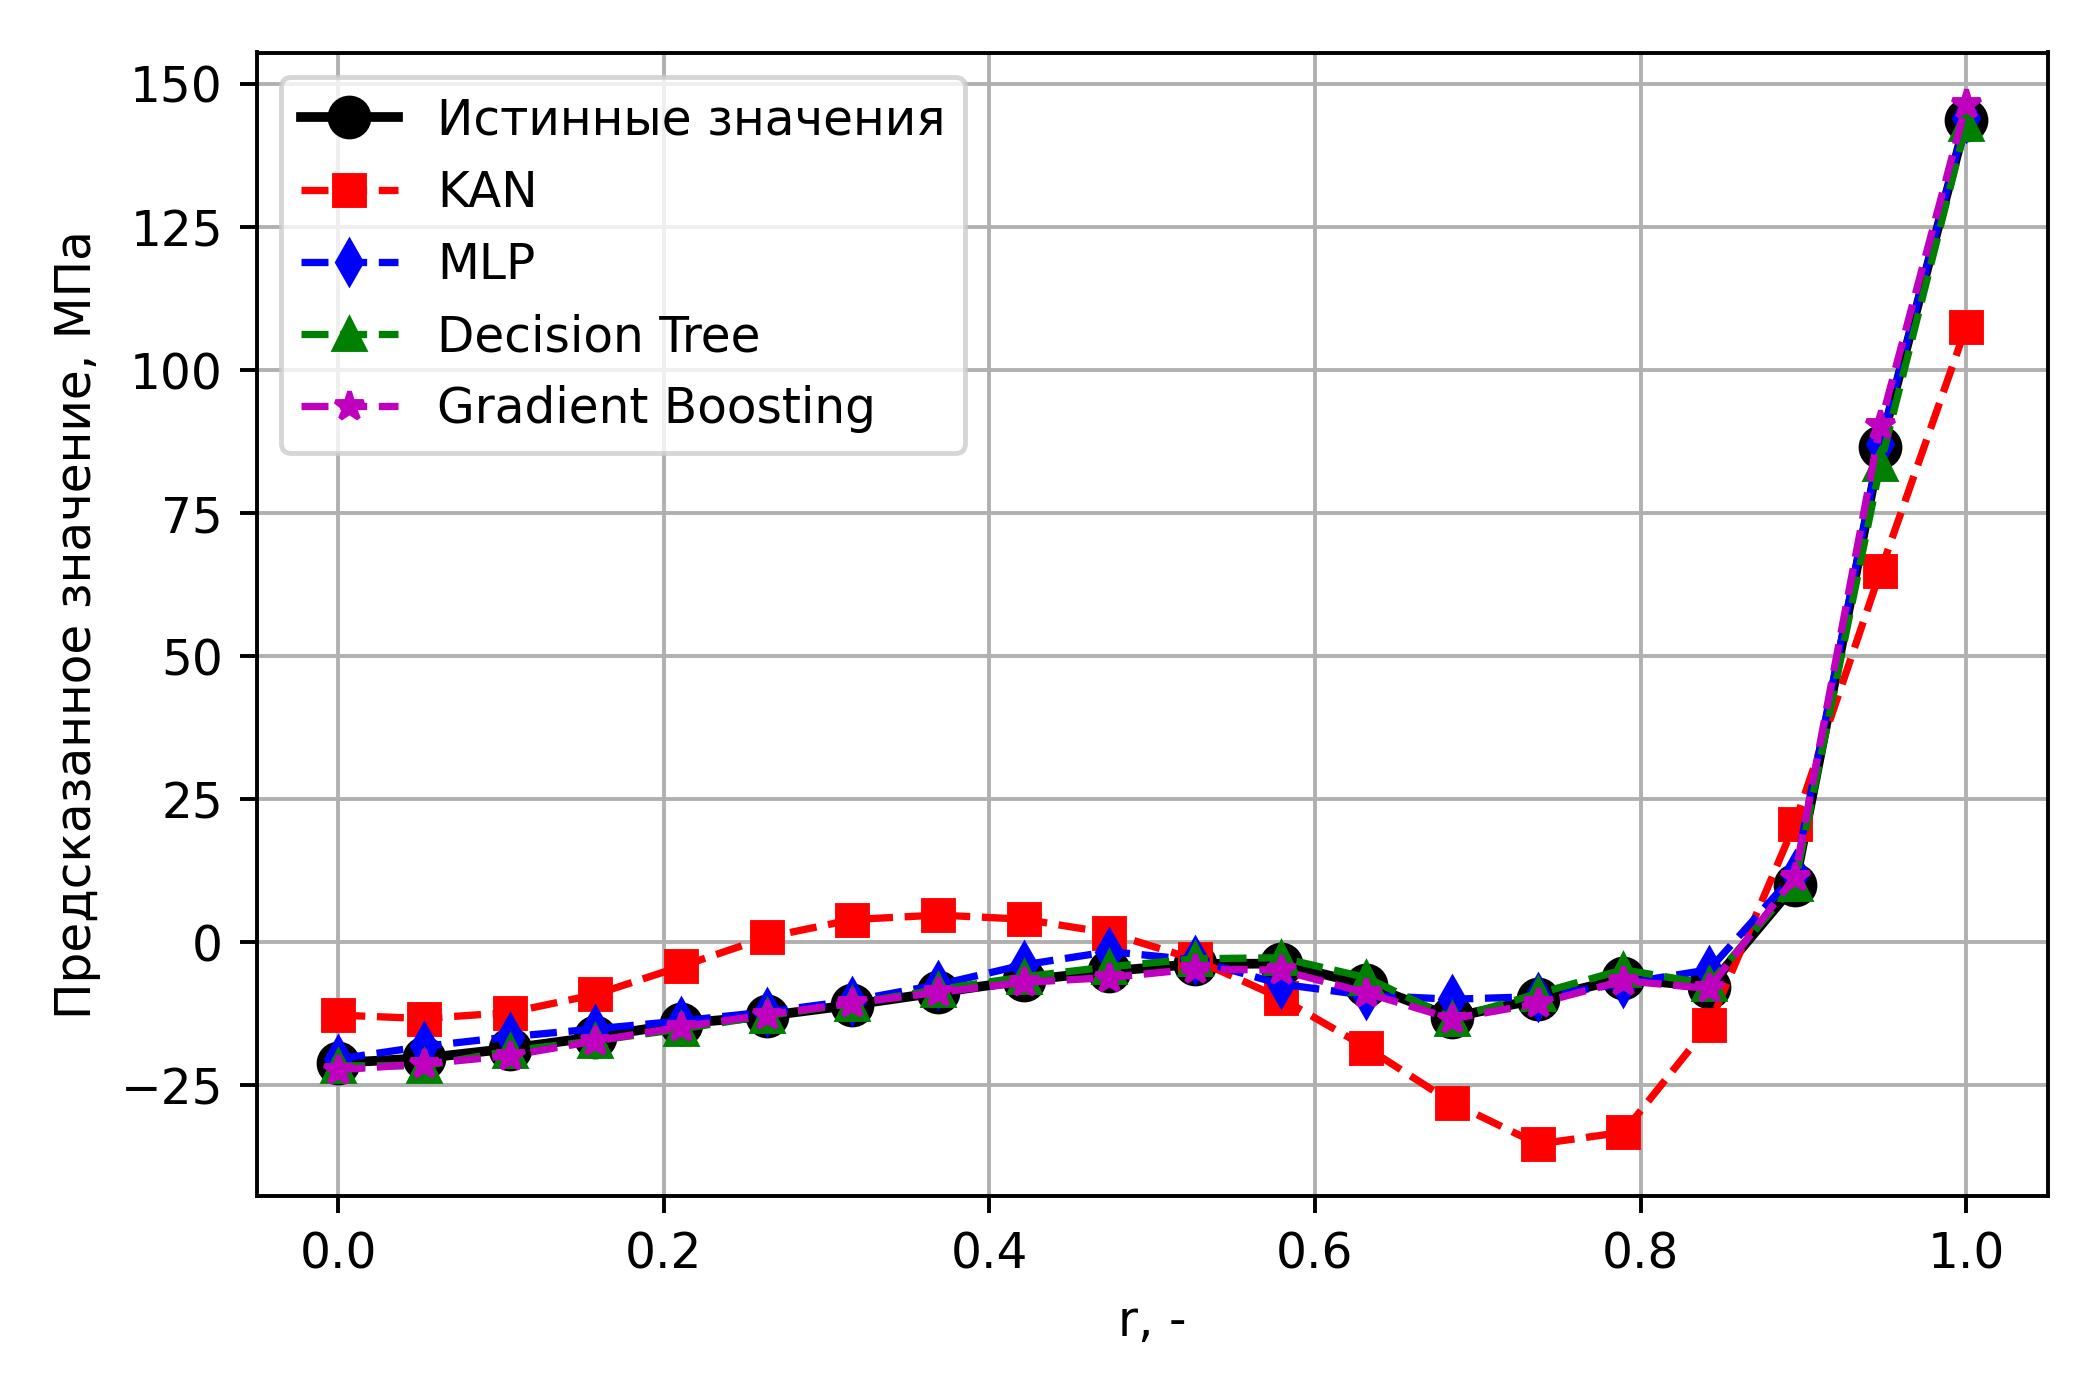 150
125
100
75
50
25
0
−25
Предсказанное значение, МПа
Истинные значения
KAN
MLP
Decision Tree
Gradient Boosting
0.0 0.2 0.4 0.6 0.8 1.0
r, -